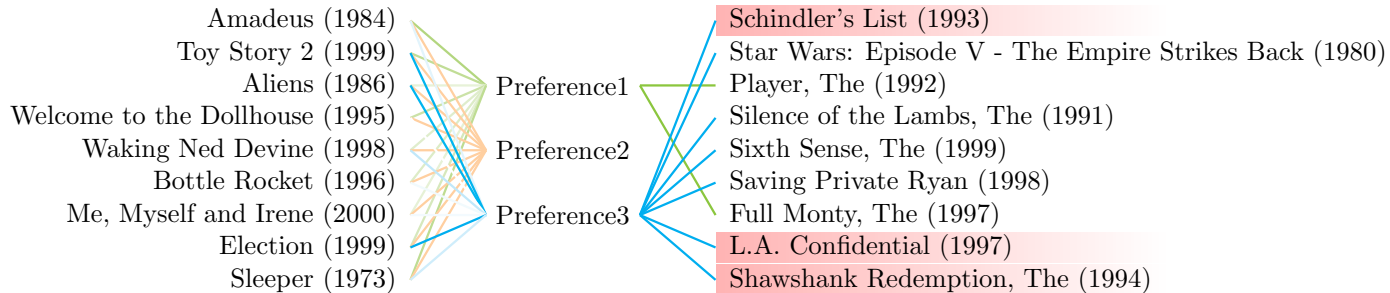 Amadeus (1984)
Toy Story 2 (1999)
Aliens (1986)
Welcome to the Dollhouse (1995)
Waking Ned Devine (1998)
Bottle Rocket (1996)
Me, Myself and Irene (2000)
Election (1999)
Sleeper (1973)
Preference1
Preference2
Preference3
Schindler's List (1993)
Star Wars: Episode V - The Empire Strikes Back (1980)
Player, The (1992)
Silence of the Lambs, The (1991)
Sixth Sense, The (1999)
Saving Private Ryan (1998)
Full Monty, The (1997)
L.A. Confidential (1997)
Shawshank Redemption, The (1994)